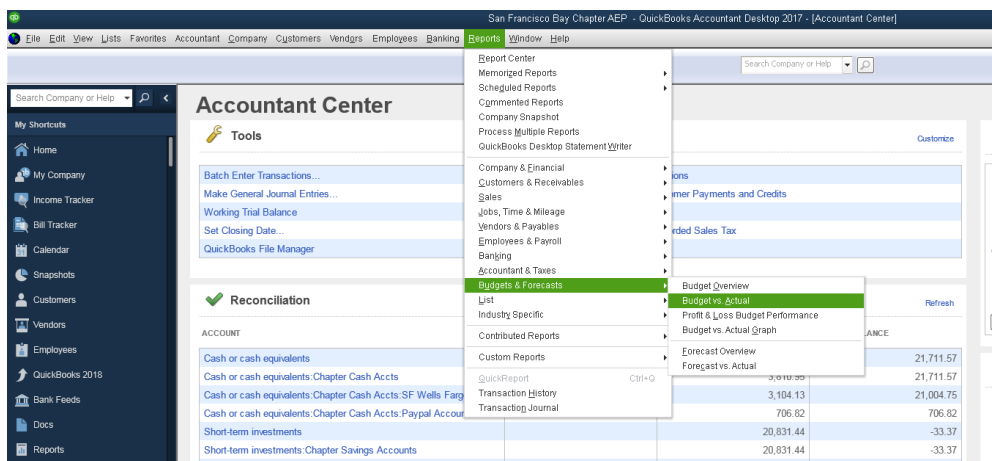 qb San Francisco Bay Chapter AEP - QuickBooks Accountant Desktop 2017 - [Accountant Center]
File Edit View Lists Favorites Accountant Company Customers Vendors Employees Banking Reports Window Help
Search Company or Help
Search Company or Help
My Shortcuts
Home
My Company
Income Tracker
Bill Tracker
Calendar
Snapshots
Customers
Vendors
Employees
QuickBooks 2018
Bank Feeds
Docs
Reports
Accountant Center
Tools
Customize
Batch Enter Transactions...
Make General Journal Entries...
omer Payments and Credits
Working Trial Balance
Set Closing Date...
rded Sales Tax
QuickBooks File Manager
Reconciliation
Refresh
ACCOUNT
ANCE
Cash or cash equivalents
21,711.57
Cash or cash equivalents:Chapter Cash Accts
3,810.95
21,711.57
Cash or cash equivalents:Chapter Cash Accts:SF Wells Farg
3,104.13
21,004.75
Cash or cash equivalents:Chapter Cash Accts:Paypal Accour
706.82
706.82
Short-term investments
20,831.44
-33.37
Short-term investments:Chapter Savings Accounts
20,831.44
-33.37
Report Center
Memorized Reports
Scheduled Reports
Commented Reports
Company Snapshot
Process Multiple Reports
QuickBooks Desktop Statement Writer
Company & Financial
Customers & Receivables
Sales
Jobs, Time & Mileage
Vendors & Payables
Employees & Payroll
Banking
Accountant & Taxes
Budgets & Forecasts
List
Industry Specific
Contributed Reports
Custom Reports
QuickReport Ctrl+Q
Transaction History
Transaction Journal
Budget Overview
Budget vs. Actual
Profit & Loss Budget Performance
Budget vs. Actual Graph
Forecast Overview
Forecast vs. Actual